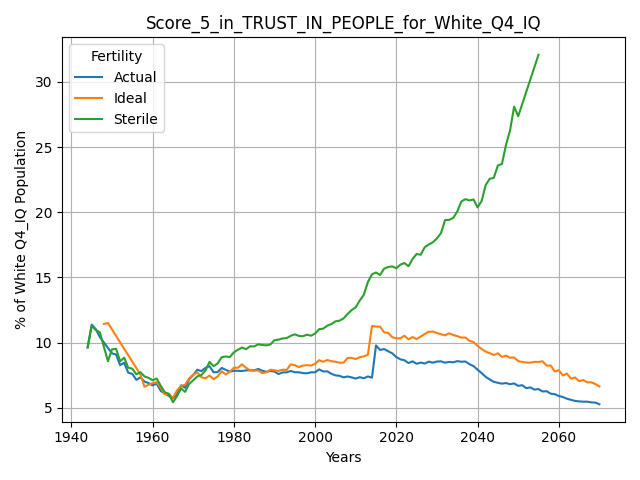 Score_5_in_TRUST_IN_PEOPLE_for_White_Q4_IQ
Fertility
Actual
Ideal
Sterile
% of White Q4_IQ Population
30
25
20
15
10
5
1940
1960
1980
2000
2020
2040
2060
Years